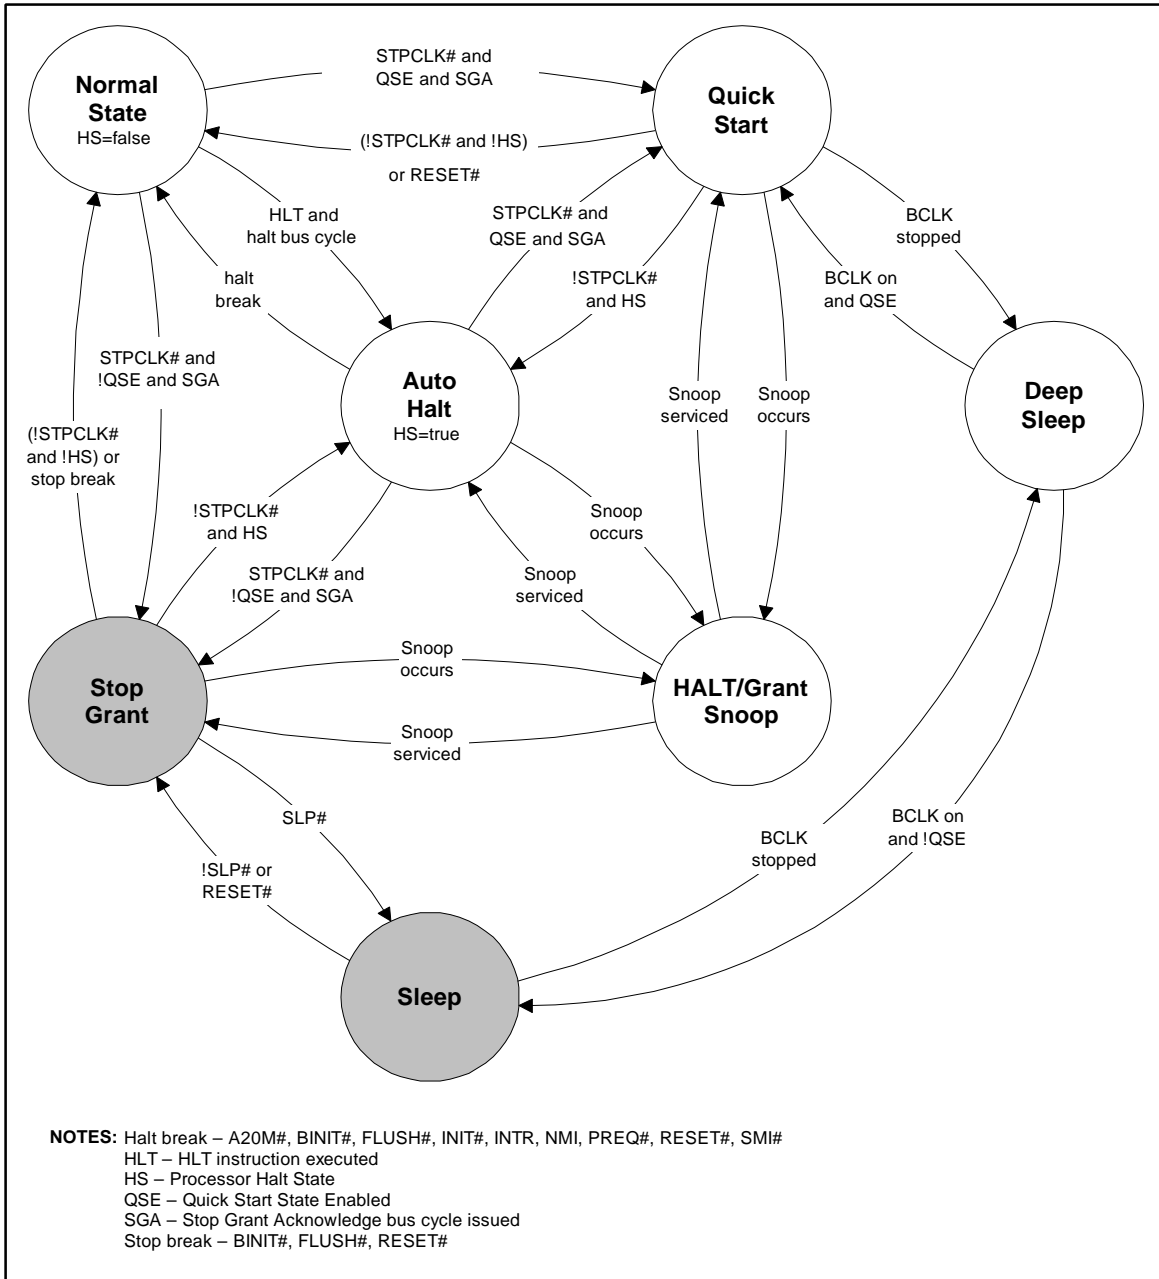 Normal
State
HS=false
STPCLK# and
QSE and SGA
Quick
Start
(!STPCLK# and !HS)
or RESET#
HLT and
halt bus cycle
STPCLK# and
QSE and SGA
BCLK
stopped
halt
break
!STPCLK#
and HS
BCLK on
and QSE
STPCLK# and
!QSE and SGA
Auto
Halt
HS=true
Snoop
serviced
Snoop
occurs
Deep
Sleep
(!STPCLK#
and !HS) or
stop break
!STPCLK#
and HS
Snoop
occurs
STPCLK# and
!QSE and SGA
Snoop
serviced
Stop
Grant
Snoop
occurs
HALT/Grant
Snoop
Snoop
serviced
SLP#
BCLK
stopped
BCLK on
and !QSE
!SLP# or
RESET#
Sleep
NOTES: Halt break – A20M#, BINIT#, FLUSH#, INIT#, INTR, NMI, PREQ#, RESET#, SMI#
HLT – HLT instruction executed
HS – Processor Halt State
QSE – Quick Start State Enabled
SGA – Stop Grant Acknowledge bus cycle issued
Stop break – BINIT#, FLUSH#, RESET#